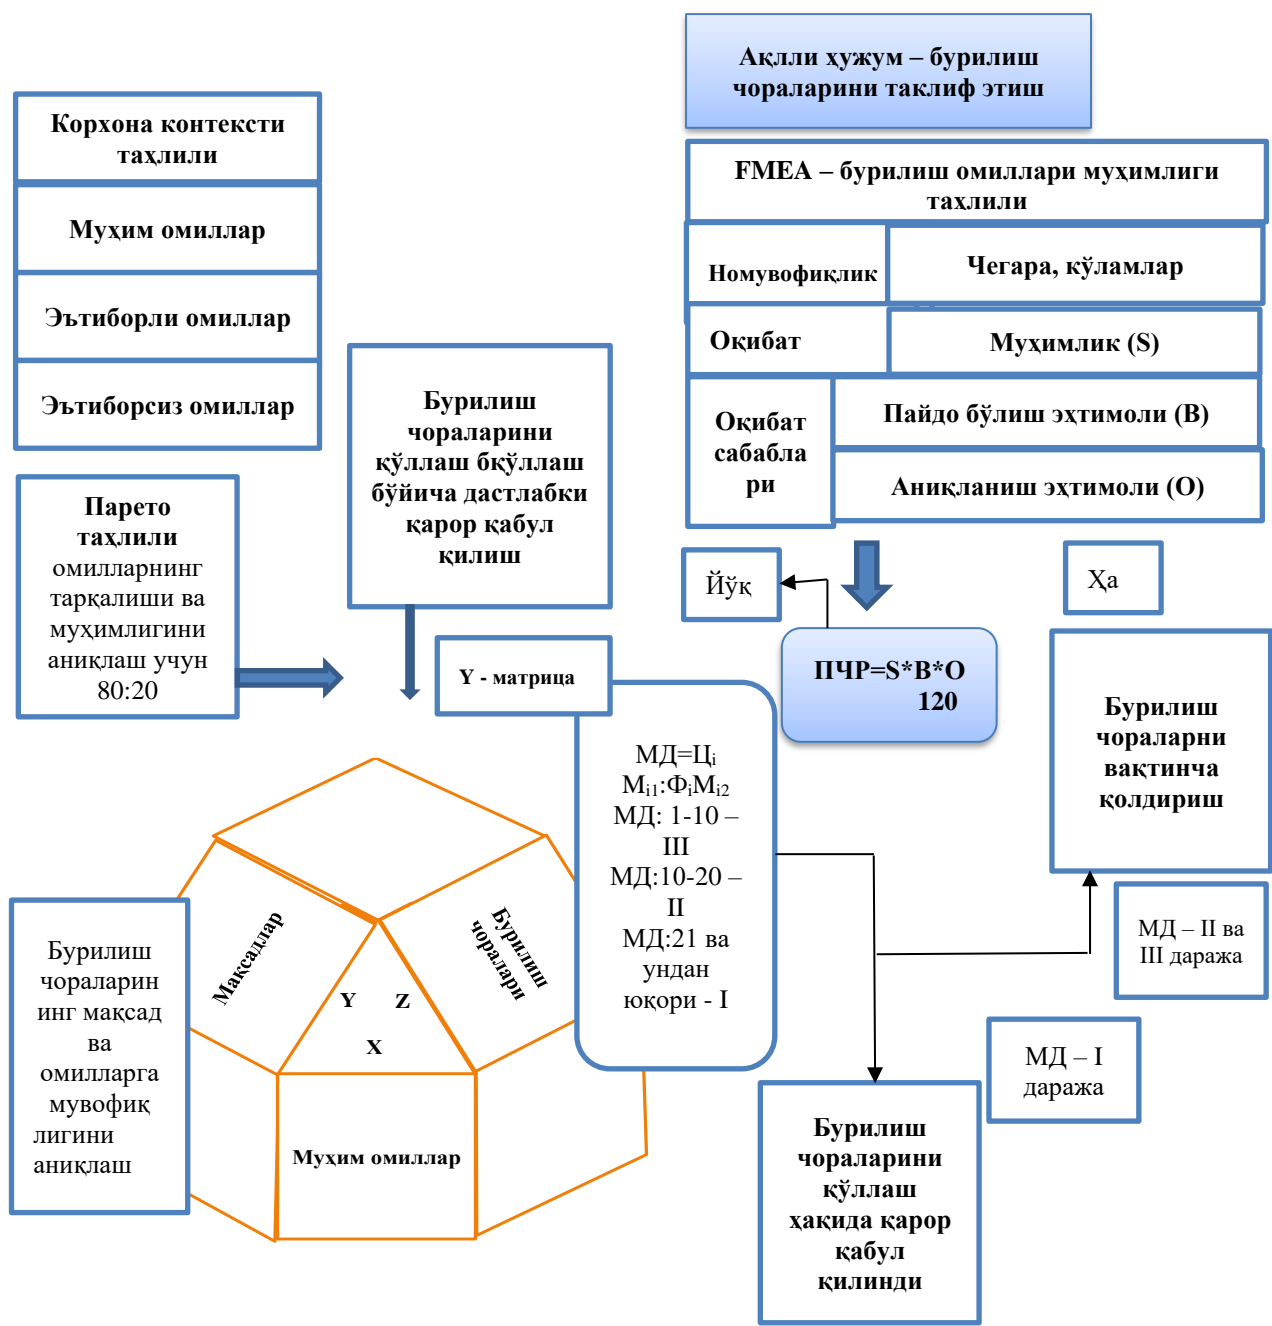 Ақлли ҳужум – бурилиш
чораларини таклиф этиш
Корхона контексти
таҳлили
Муҳим омиллар
Эътиборли омиллар
Эътиборсиз омиллар
FMEA – бурилиш омиллари муҳимлиги
таҳлили
Номувофиқлик
Чегара, кўламлар
Оқибат
Муҳимлик (S)
Оқибат
сабабла
ри
Пайдо бўлиш эҳтимоли (B)
Аниқланиш эҳтимоли (O)
Бурилиш
чораларини
қўллаш бқўллаш
бўйича дастлабки
қарор қабул
қилиш
Парето
таҳлили
омилларнинг
тарқалиши ва
муҳимлигини
аниқлаш учун
80:20
Йўқ
Ҳа
ПЧР=S*B*O
120
Y - матрица
Бурилиш
чораларни
вақтинча
қолдириш
МД=Цᵢ
Мᵢ₁:ФᵢМᵢ₂
МД: 1-10 –
III
МД:10-20 –
II
МД:21 ва
ундан
юқори - I
Мақсадлар
Бурилиш
чоралари
Y Z
X
Муҳим омиллар
Бурилиш
чораларин
инг мақсад
ва
омилларга
мувофиқ
лигини
аниқлаш
МД – II ва
III даража
МД – I
даража
Бурилиш
чораларини
қўллаш
ҳақида қарор
қабул
қилинди